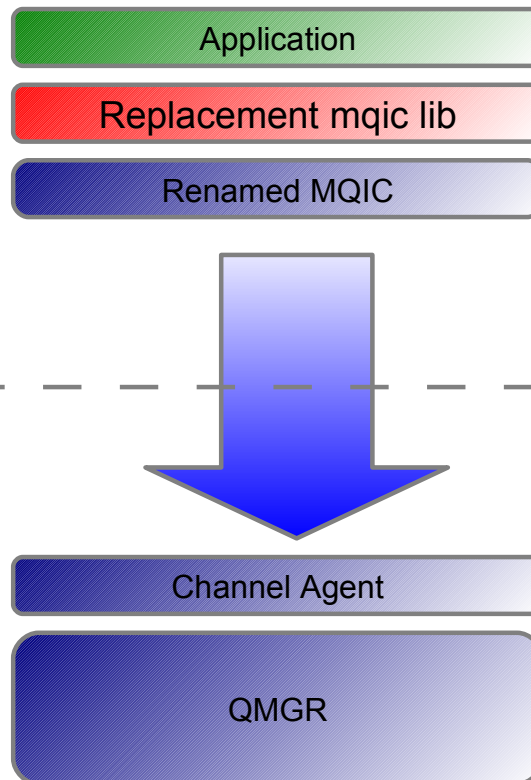 Application
Replacement mqic lib
Renamed MQIC
Channel Agent
QMGR